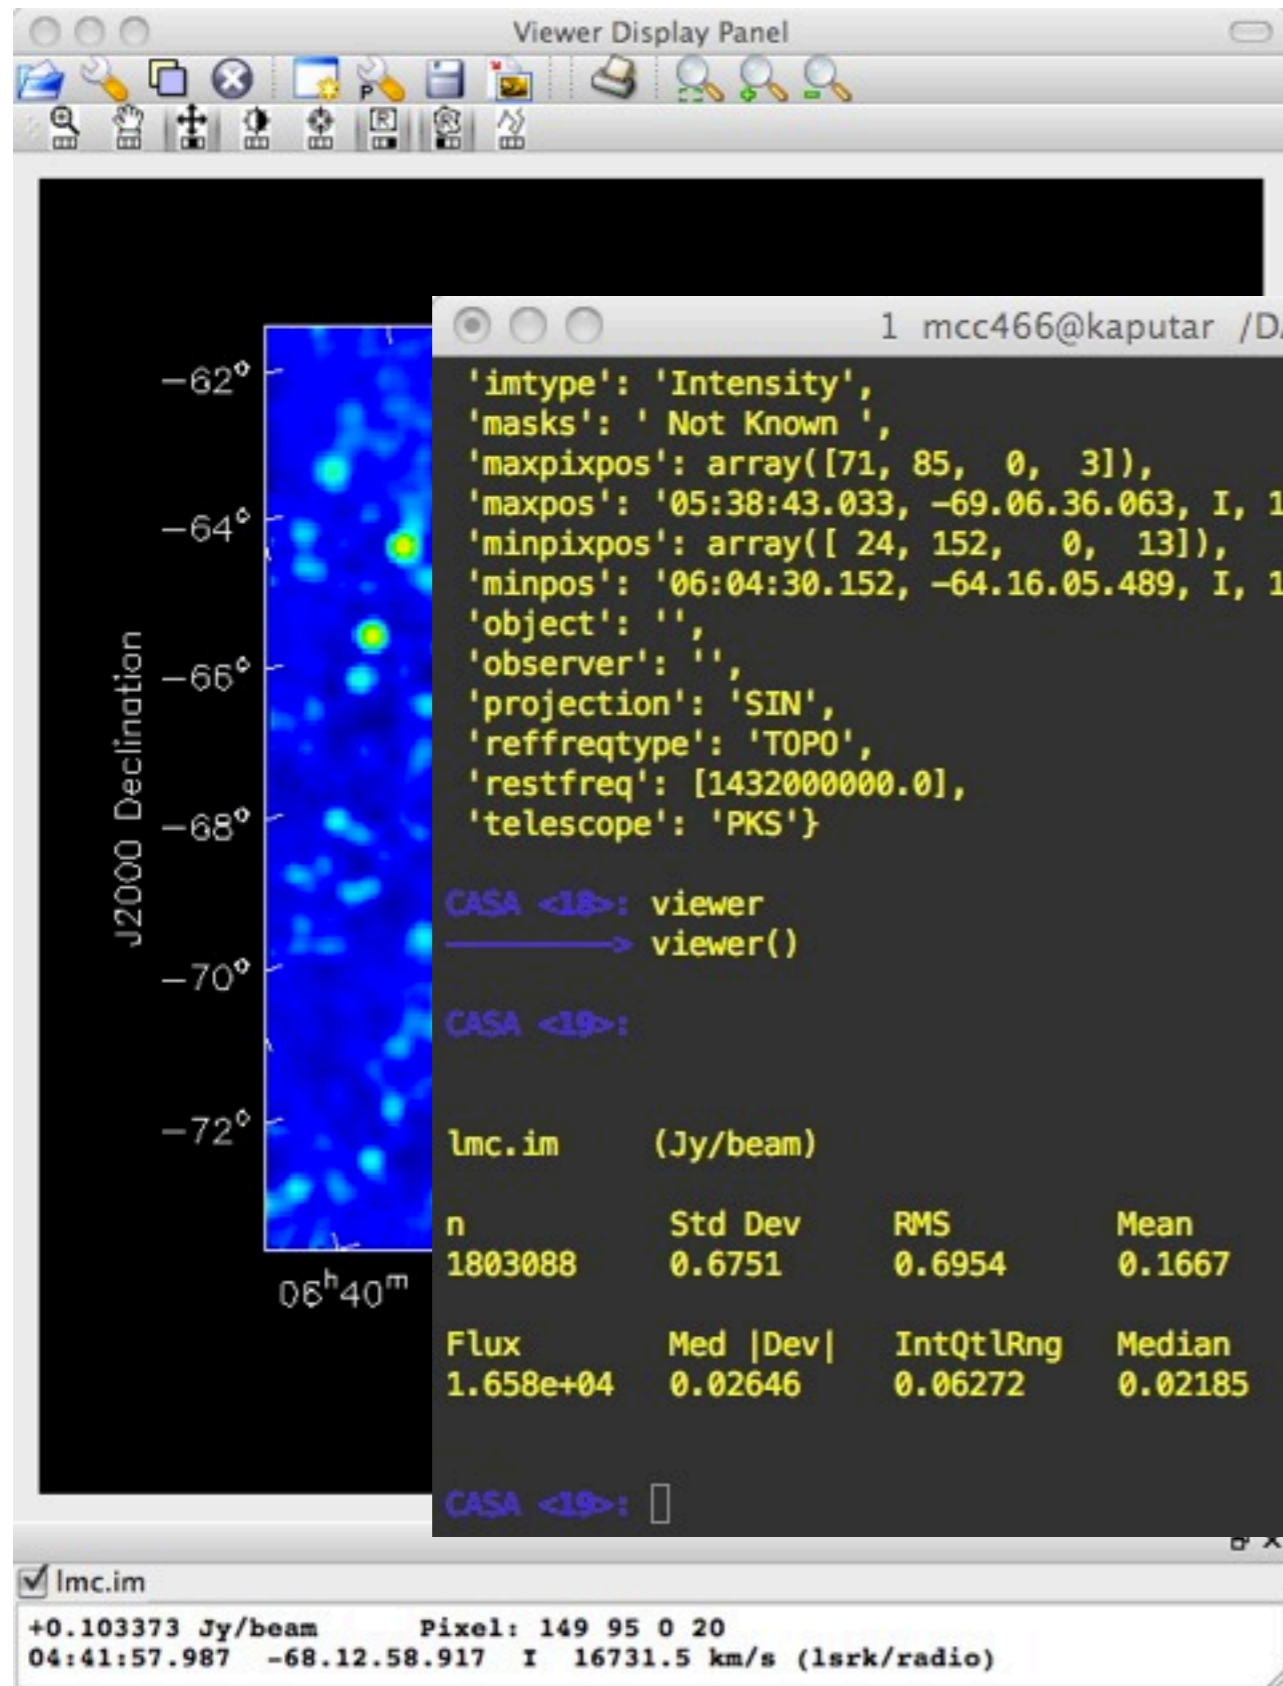 Viewer Display Panel
−62°
−64°
−66°
−68°
−70°
−72°
J2000 Declination
06ʰ40ᵐ
1 mcc466@kaputar /D
'imtype': 'Intensity',
'masks': ' Not Known ',
'maxpixpos': array([71, 85, 0, 3]),
'maxpos': '05:38:43.033, -69.06.36.063, I, 1
'minpixpos': array([ 24, 152, 0, 13]),
'minpos': '06:04:30.152, -64.16.05.489, I, 1
'object': '',
'observer': '',
'projection': 'SIN',
'reffreqtype': 'TOPO',
'restfreq': [1432000000.0],
'telescope': 'PKS'}
CASA <18>: viewer
---------> viewer()
CASA <19>:
lmc.im (Jy/beam)
n Std Dev RMS Mean
1803088 0.6751 0.6954 0.1667
Flux Med |Dev| IntQtlRng Median
1.658e+04 0.02646 0.06272 0.02185
CASA <19>:
lmc.im
+0.103373 Jy/beam Pixel: 149 95 0 20
04:41:57.987 -68.12.58.917 I 16731.5 km/s (lsrk/radio)